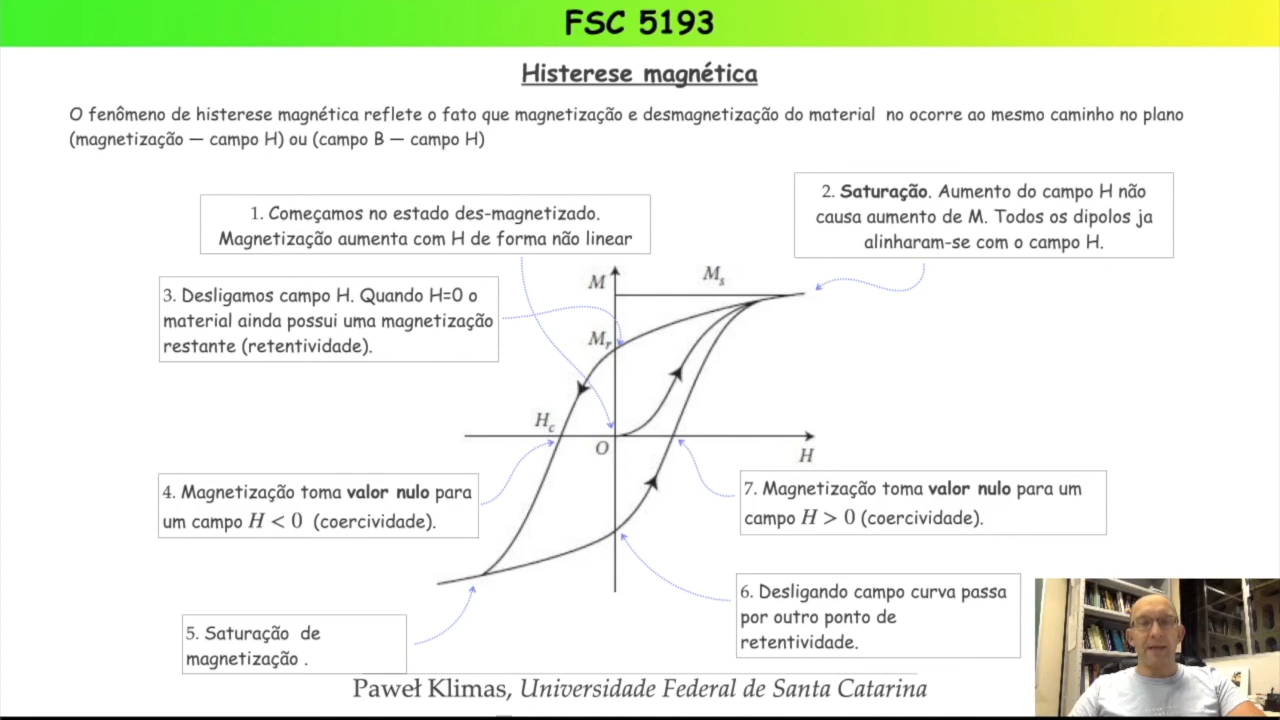 FSC 5193
Histerese magnética
O fenômeno de histerese magnética reflete o fato que magnetização e desmagnetização do material no ocorre ao mesmo caminho no plano
(magnetização — campo H) ou (campo B — campo H)
1. Começamos no estado des-magnetizado.
Magnetização aumenta com H de forma não linear
2. Saturação. Aumento do campo H não
causa aumento de M. Todos os dipolos ja
alinharam-se com o campo H.
3. Desligamos campo H. Quando H=0 o
material ainda possui uma magnetização
restante (retentividade).
M
M_s
M_r
H_c
O
H
4. Magnetização toma valor nulo para
um campo H < 0 (coercividade).
7. Magnetização toma valor nulo para um
campo H > 0 (coercividade).
6. Desligando campo curva passa
por outro ponto de
retentividade.
5. Saturação de
magnetização .
Paweł Klimas, Universidade Federal de Santa Catarina